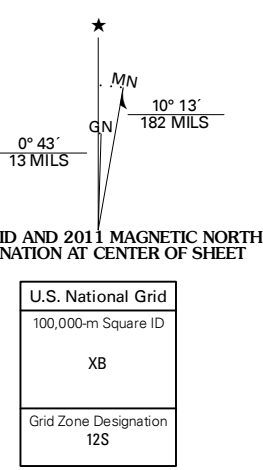 MN
GN
10° 13´
182 MILS
0° 43´
13 MILS
ID AND 2011 MAGNETIC NORTH
NATION AT CENTER OF SHEET
U.S. National Grid
100,000-m Square ID
XB
Grid Zone Designation
12S